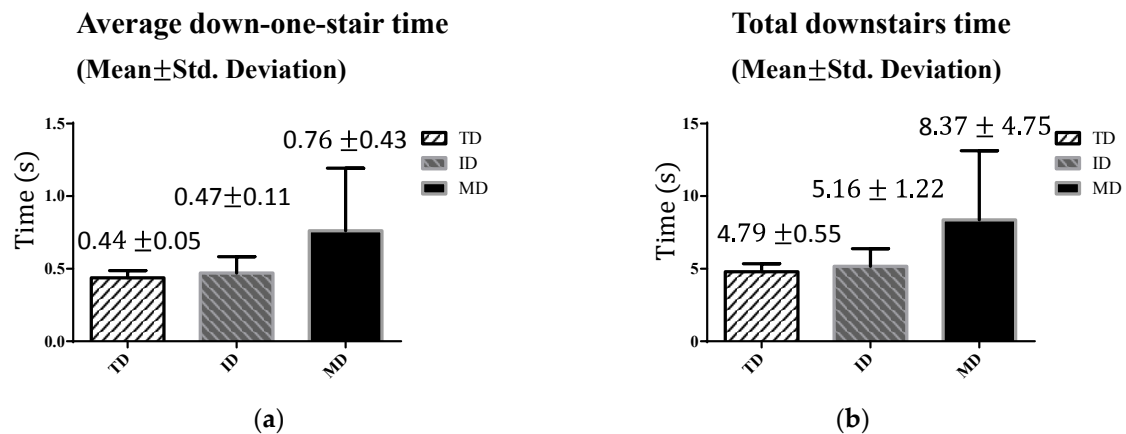 Average down-one-stair time
(Mean±Std. Deviation)
Time (s)
1.5
1.0
0.5
0.0
0.44 ±0.05
0.47±0.11
0.76 ±0.43
TD
ID
MD
TD
ID
MD
(a)
Total downstairs time
(Mean±Std. Deviation)
Time (s)
15
10
5
0
4.79 ±0.55
5.16 ± 1.22
8.37 ± 4.75
TD
ID
MD
TD
ID
MD
(b)